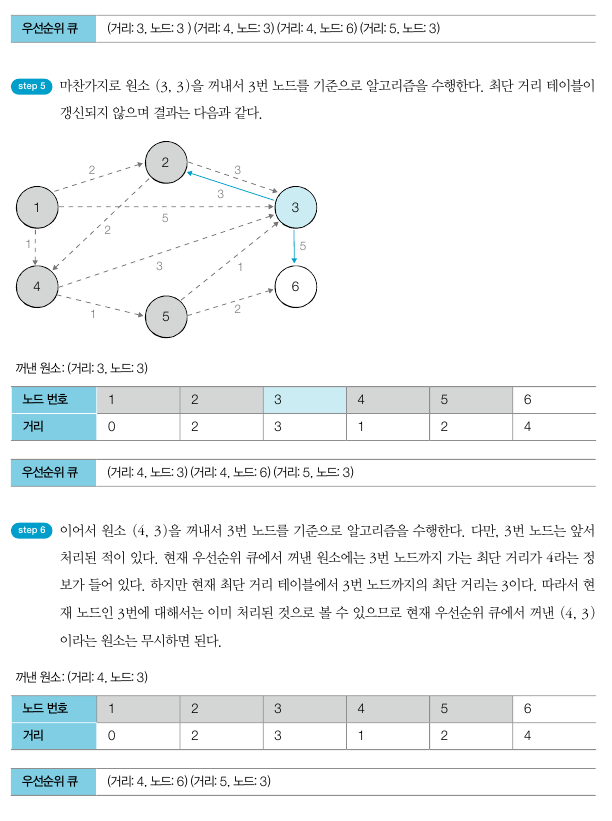 우선순위 큐 (거리: 3, 노드: 3 ) (거리: 4, 노드: 3) (거리: 4, 노드: 6) (거리: 5, 노드: 3)
step 5 마찬가지로 원소 (3, 3)을 꺼내서 3번 노드를 기준으로 알고리즘을 수행한다. 최단 거리 테이블이
갱신되지 않으며 결과는 다음과 같다.
2
2
3
3
1
5
3
1
2
5
3
4
1
6
1
5
2
꺼낸 원소: (거리: 3, 노드: 3)
노드 번호 1 2 3 4 5 6
거리 0 2 3 1 2 4
우선순위 큐 (거리: 4, 노드: 3) (거리: 4, 노드: 6) (거리: 5, 노드: 3)
step 6 이어서 원소 (4, 3)을 꺼내서 3번 노드를 기준으로 알고리즘을 수행한다. 다만, 3번 노드는 앞서
처리된 적이 있다. 현재 우선순위 큐에서 꺼낸 원소에는 3번 노드까지 가는 최단 거리가 4라는 정
보가 들어 있다. 하지만 현재 최단 거리 테이블에서 3번 노드까지의 최단 거리는 3이다. 따라서 현
재 노드인 3번에 대해서는 이미 처리된 것으로 볼 수 있으므로 현재 우선순위 큐에서 꺼낸 (4, 3)
이라는 원소는 무시하면 된다.
꺼낸 원소: (거리: 4, 노드: 3)
노드 번호 1 2 3 4 5 6
거리 0 2 3 1 2 4
우선순위 큐 (거리: 4, 노드: 6) (거리: 5, 노드: 3)